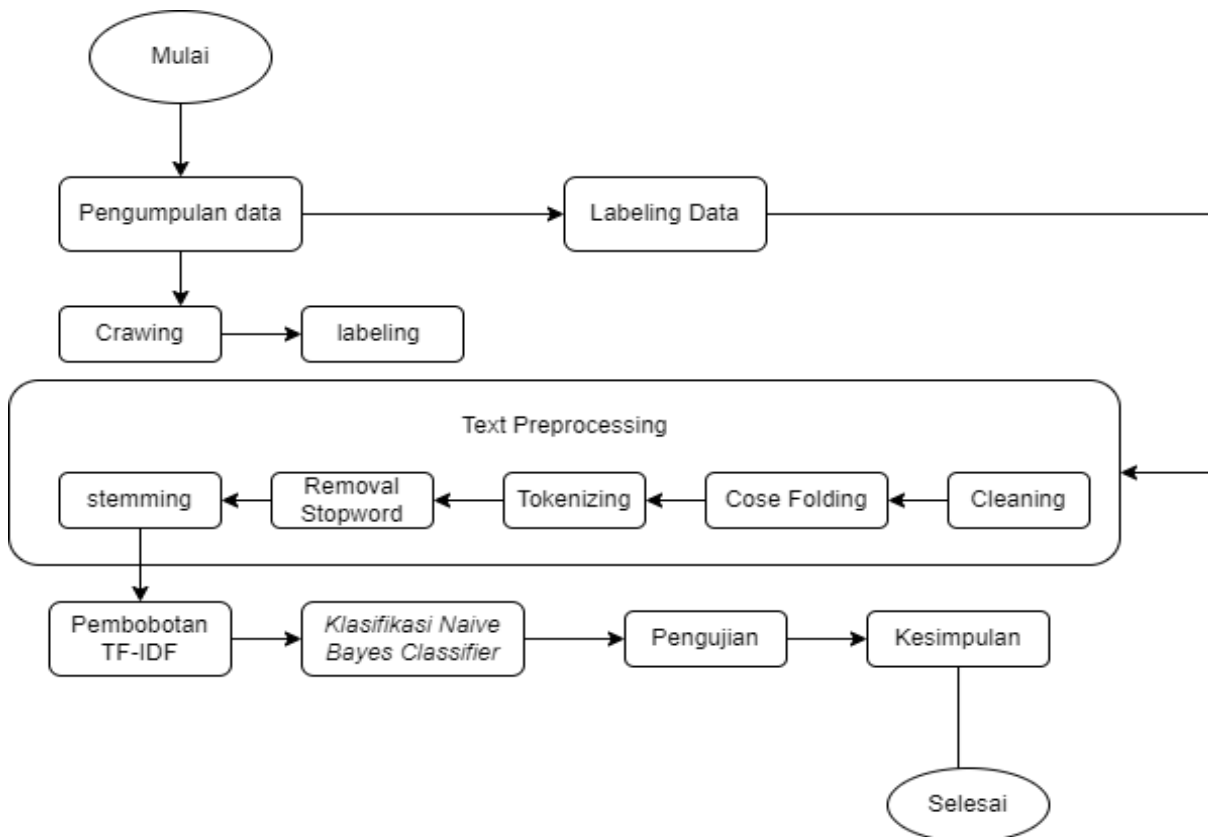 Mulai
Pengumpulan data
Labeling Data
Crawing
labeling
Text Preprocessing
stemming
Removal
Stopword
Tokenizing
Cose Folding
Cleaning
Pembobotan
TF-IDF
Klasifikasi Naive
Bayes Classifier
Pengujian
Kesimpulan
Selesai